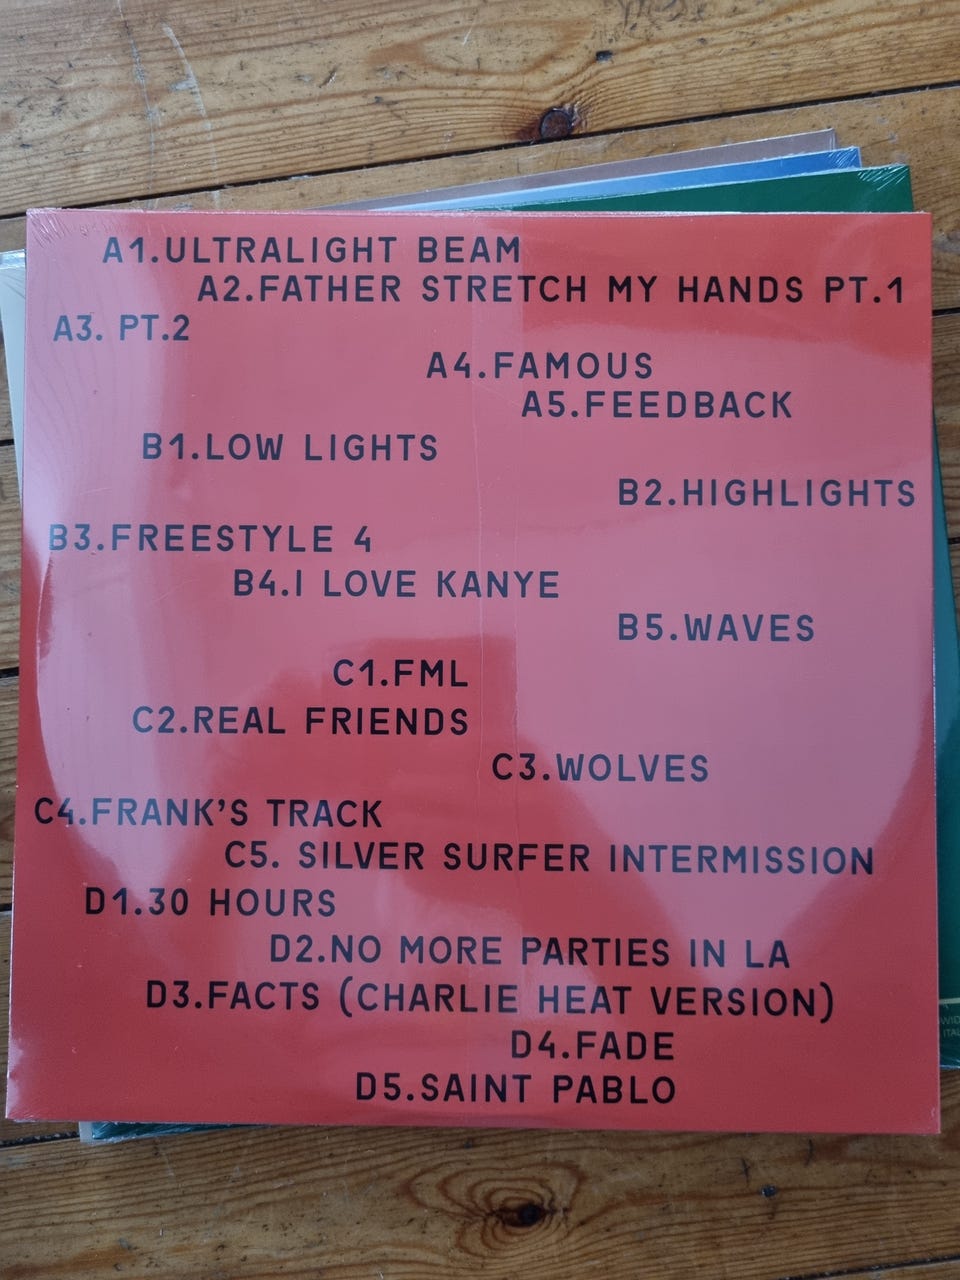 A1.ULTRALIGHT BEAM
A2.FATHER STRETCH MY HANDS PT.1
A3. PT.2
A4.FAMOUS
A5.FEEDBACK
B1.LOW LIGHTS
B2.HIGHLIGHTS
B3.FREESTYLE 4
B4.I LOVE KANYE
B5.WAVES
C1.FML
C2.REAL FRIENDS
C3.WOLVES
C4.FRANK'S TRACK
C5. SILVER SURFER INTERMISSION
D1.30 HOURS
D2.NO MORE PARTIES IN LA
D3.FACTS (CHARLIE HEAT VERSION)
D4.FADE
D5.SAINT PABLO